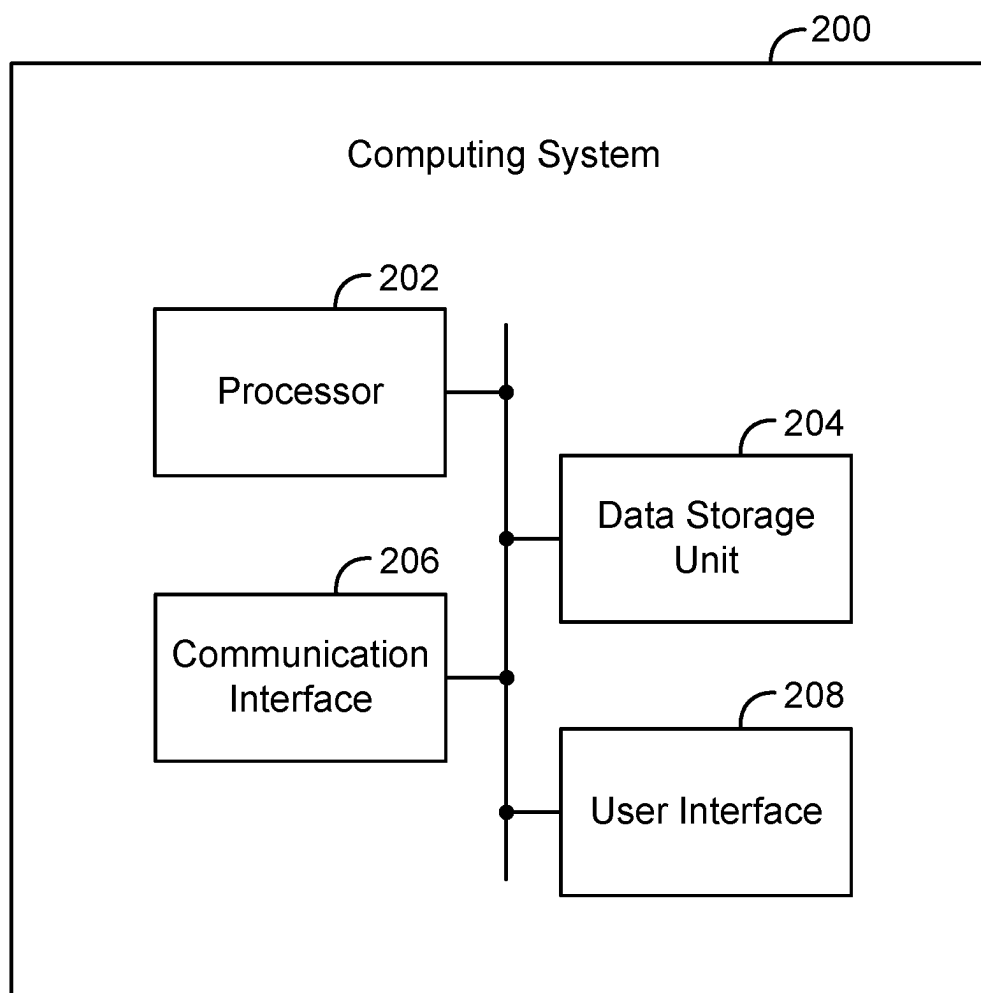 200
Computing System
202
Processor
204
Data Storage
Unit
206
Communication
Interface
208
User Interface